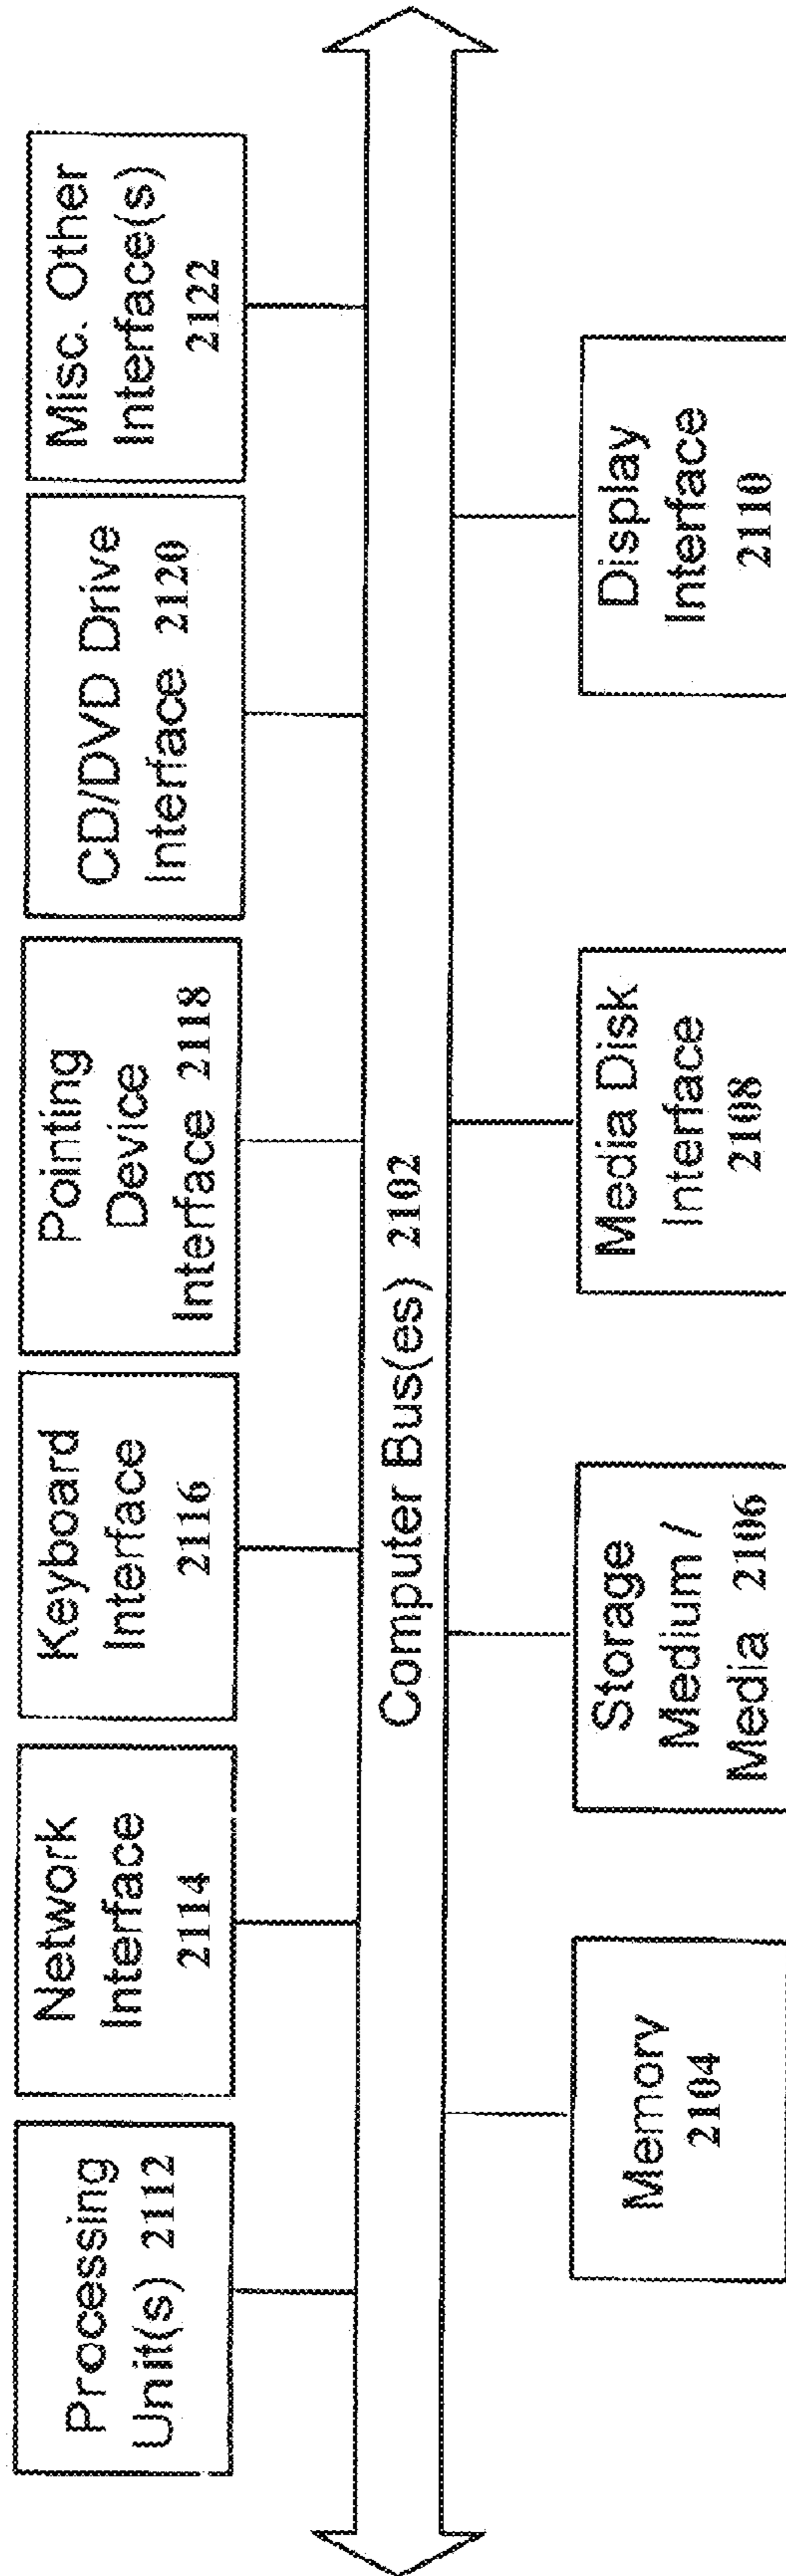 Processing
Unit(s) 2112
Network
Interface
2114
Keyboard
Interface
2116
Pointing
Device
Interface 2118
CD/DVD Drive
Interface 2120
Misc. Other
Interface(s)
2122
Computer Bus(es) 2102
Memory
2104
Storage
Medium /
Media 2106
Media Disk
Interface
2108
Display
Interface
2110